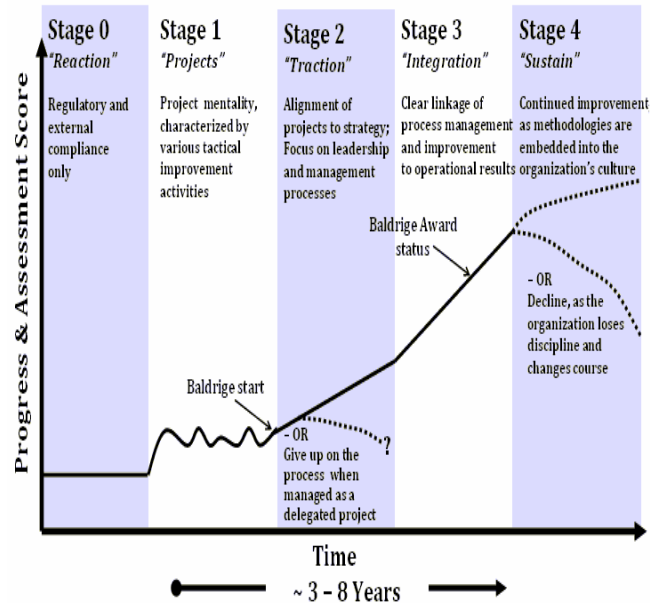 Stage 0
"Reaction"
Regulatory and
external
compliance
only
Stage 1
"Projects"
Project mentality,
characterized by
various tactical
improvement
activities
Stage 2
"Traction"
Alignment of
projects to strategy;
Focus on leadership
and management
processes
Stage 3
"Integration"
Clear linkage of
process management
and improvement
to operational results
Stage 4
"Sustain"
Continued improvement,
as methodologies are
embedded into the
organization's culture
Progress & Assessment Score
Baldrige Award
status
– OR
Decline, as the
organization loses
discipline and
changes course
Baldrige start
– OR
Give up on the
process when
managed as a
delegated project
?
Time
~ 3 – 8 Years